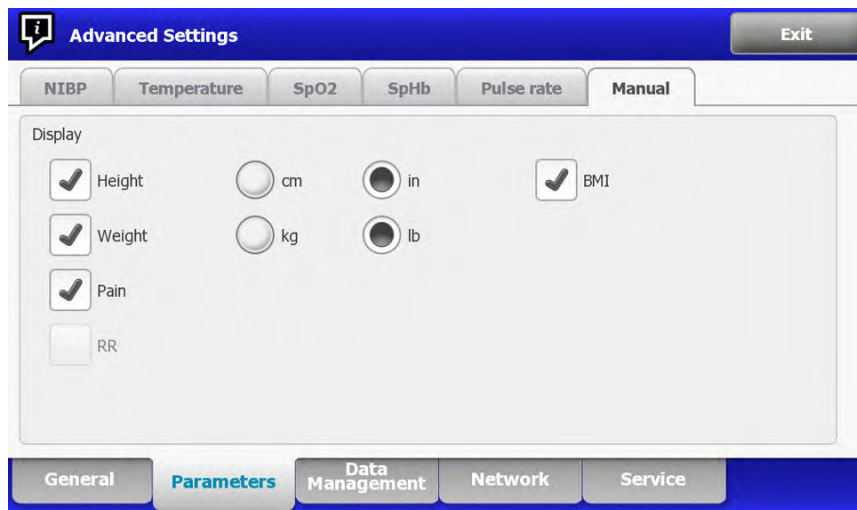 Advanced Settings Exit
NIBP Temperature SpO2 SpHb Pulse rate Manual
Display
Height cm in BMI
Weight kg lb
Pain
RR
General Parameters Data Management Network Service